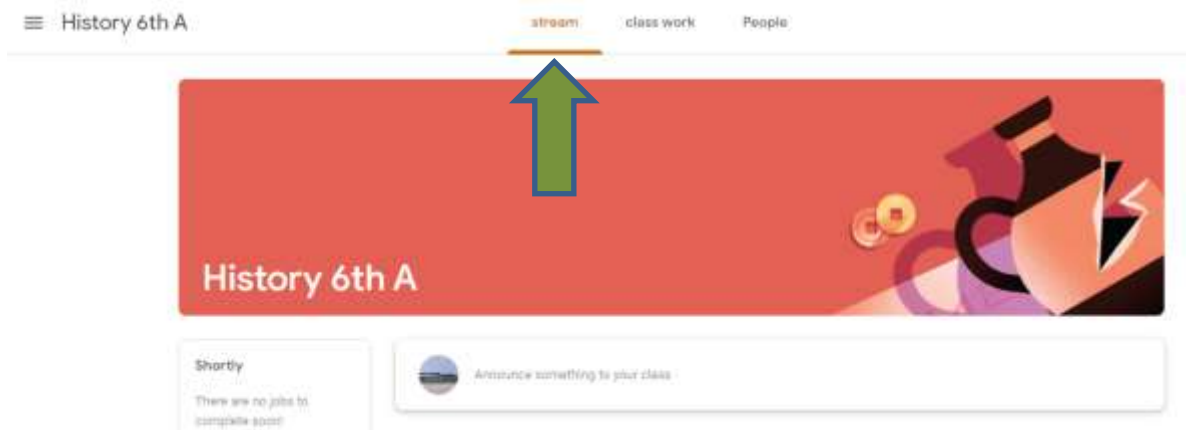 History 6th A
stream class work People
History 6th A
Shortly
There are no jobs to
complete soon!
Announce something to your class